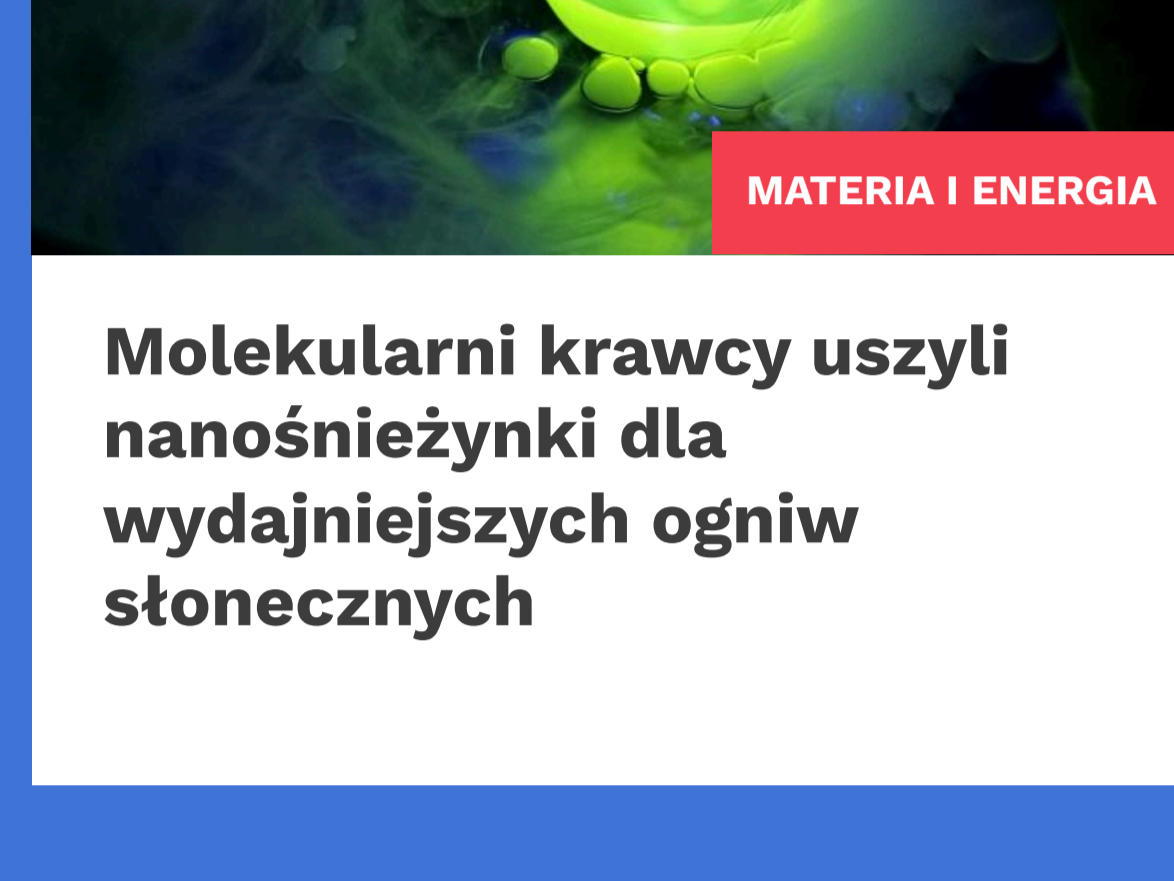 MATERIA I ENERGIA
Molekularni krawcy uszyli
nanośnieżynki dla
wydajniejszych ogniw
słonecznych